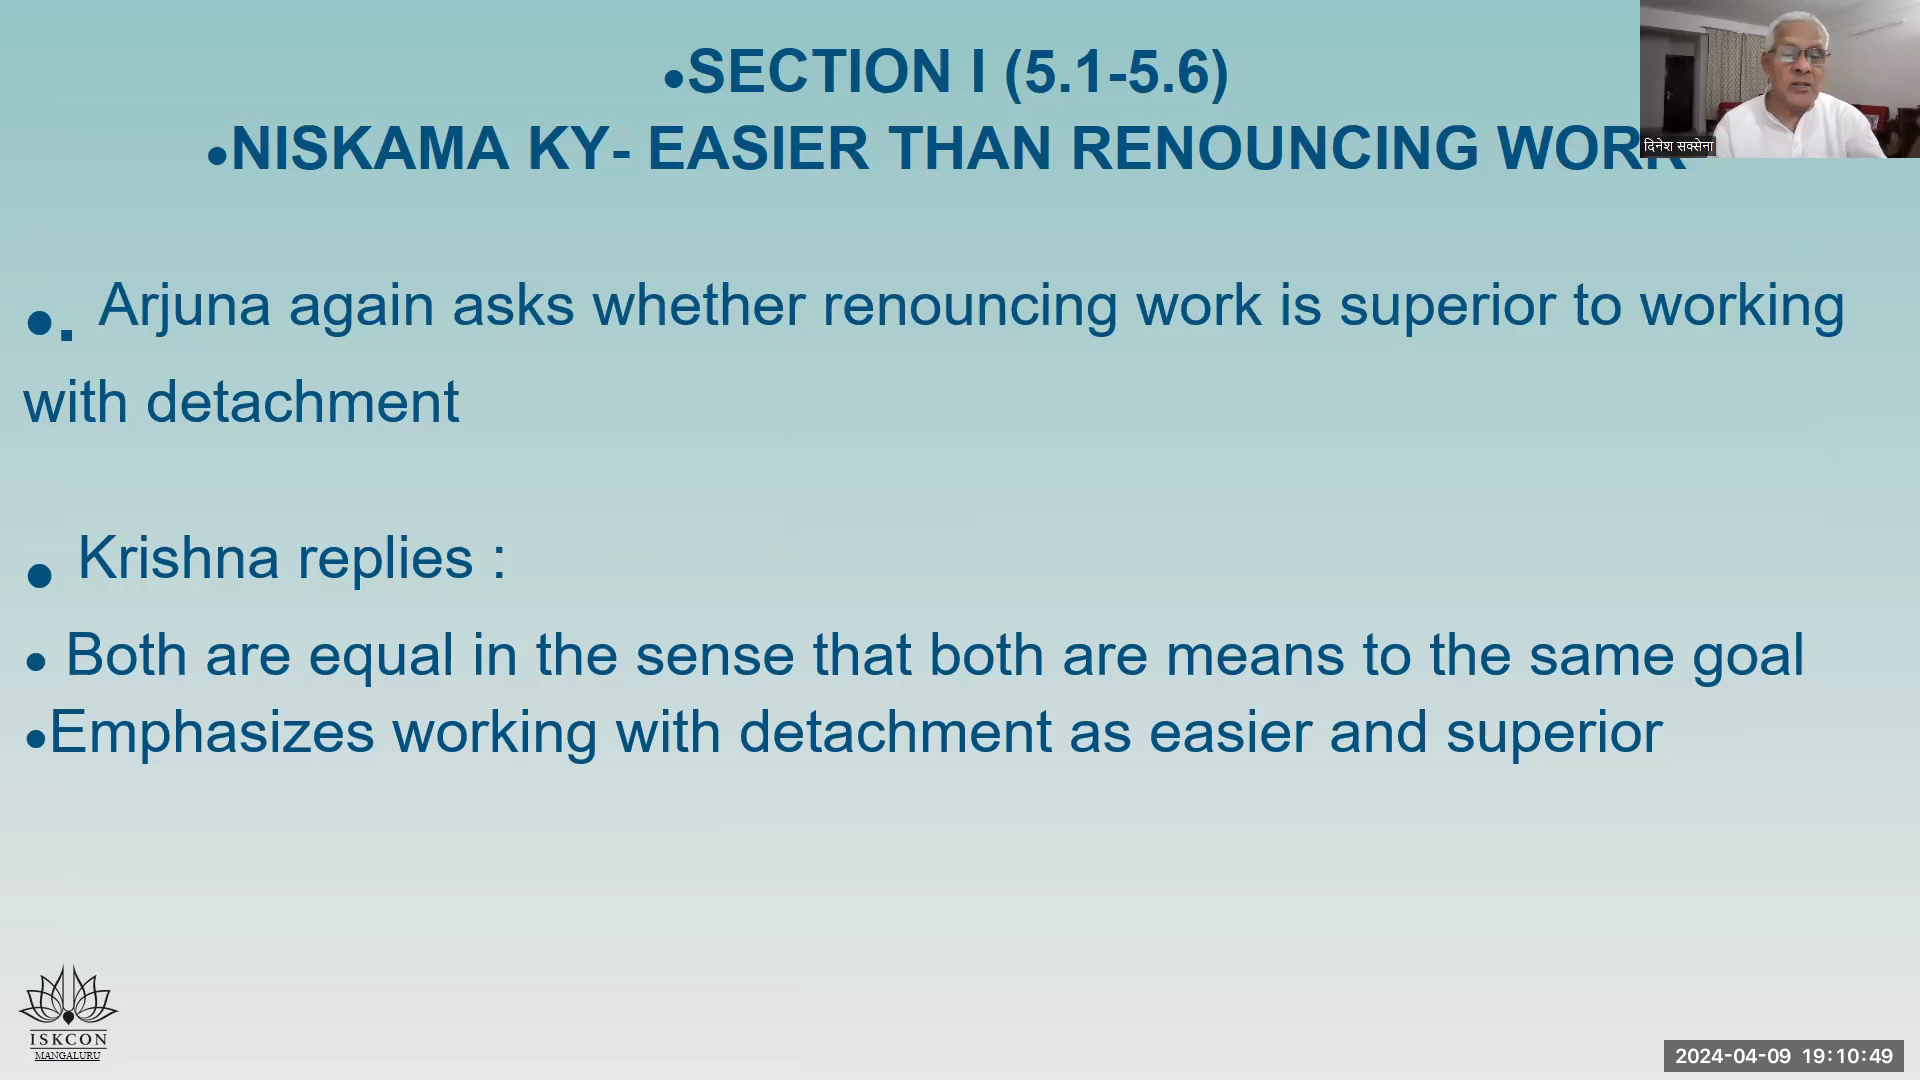 •SECTION I (5.1-5.6)
•NISKAMA KY- EASIER THAN RENOUNCING WORK
दिनेश सक्सेना
•. Arjuna again asks whether renouncing work is superior to working
with detachment
• Krishna replies :
• Both are equal in the sense that both are means to the same goal
•Emphasizes working with detachment as easier and superior
ISKCON
MANGALURU
2024-04-09 19:10:49